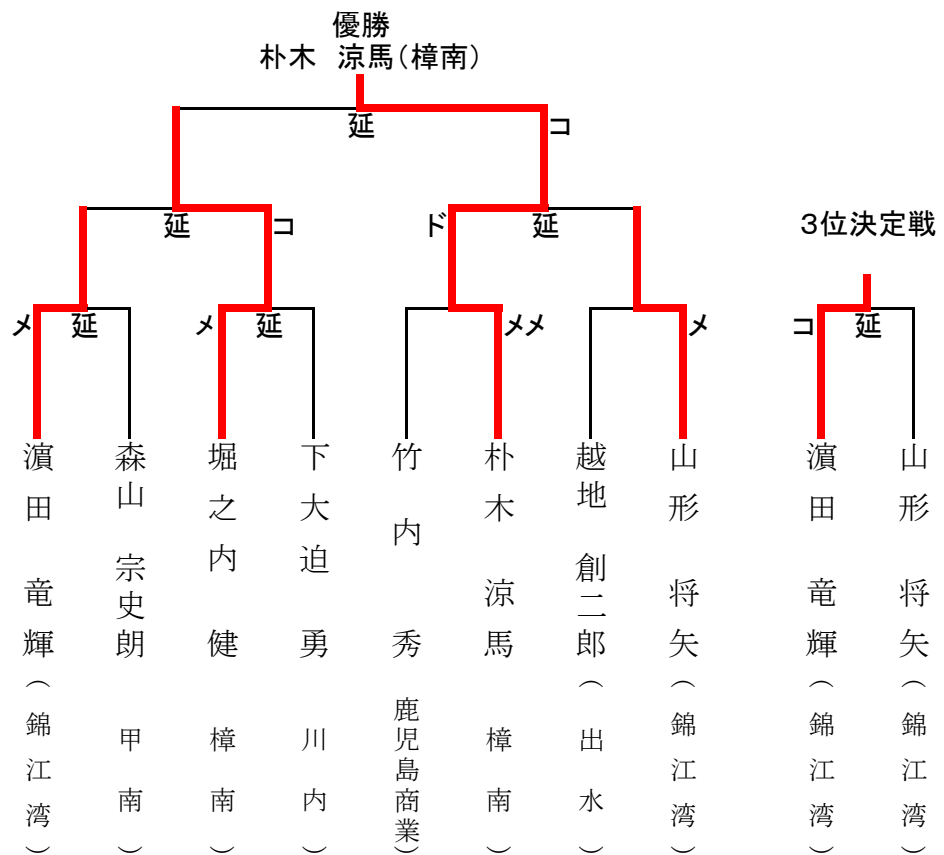 優勝
朴木 涼馬(樟南)
延
コ
延
コ
ド
延
3位決定戦
メ
延
メ
延
メメ
メ
コ
延
濵田 竜輝(錦江湾)
森山 宗史朗 甲南)
堀之内 健 樟南)
下大迫 勇 川内)
竹内 秀 鹿児島商業)
朴木 涼馬 樟南)
越地 創二郎(出水)
山形 将矢(錦江湾)
濵田 竜輝(錦江湾)
山形 将矢(錦江湾)